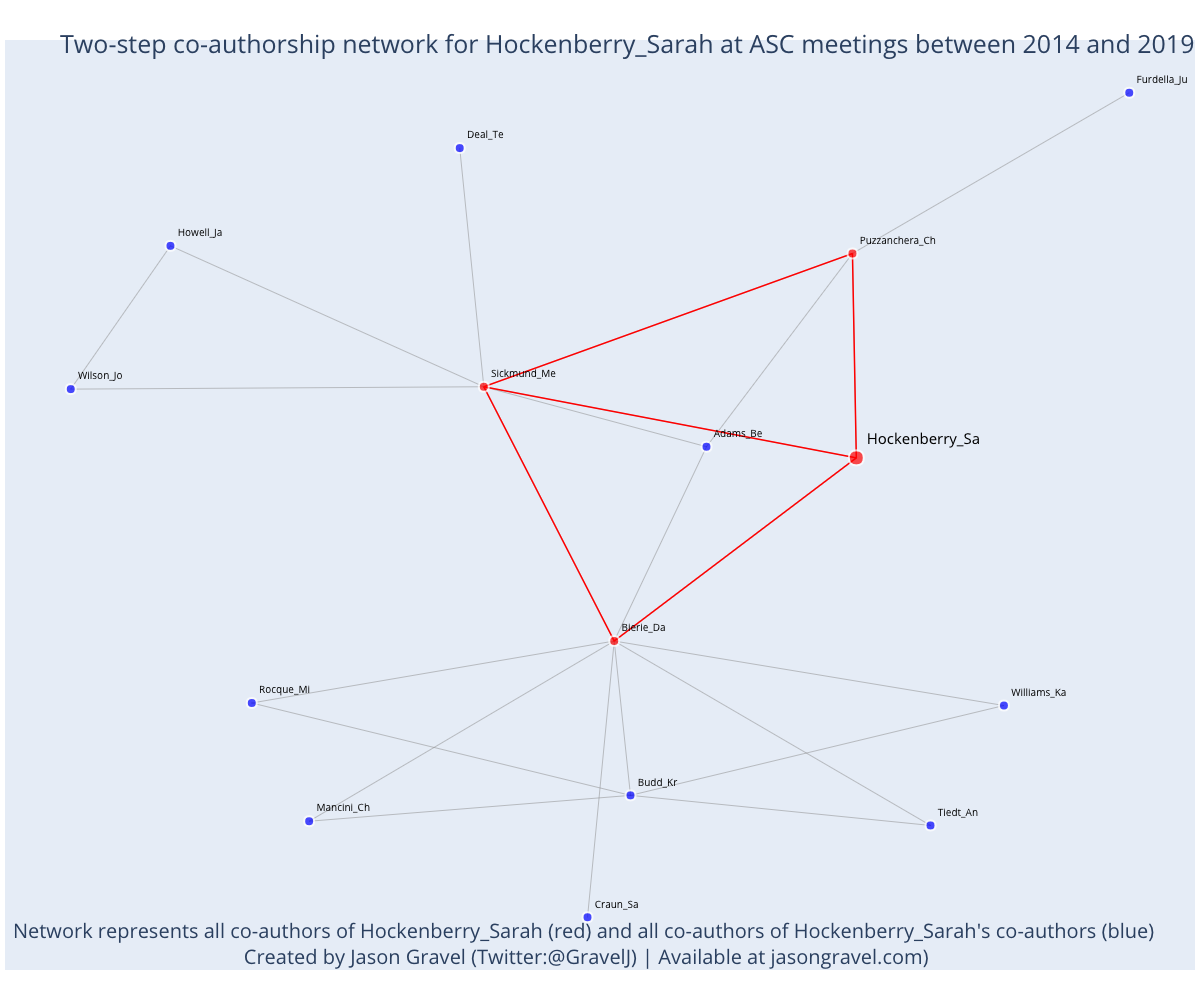 Two-step co-authorship network for Hockenberry_Sarah at ASC meetings between 2014 and 2019
Furdella_Ju
Deal_Te
Howell_Ja
Puzzanchera_Ch
Wilson_Jo
Sickmund_Me
Adams_Be
Hockenberry_Sa
Bierie_Da
Rocque_Mi
Williams_Ka
Budd_Kr
Mancini_Ch
Tiedt_An
Craun_Sa
Network represents all co-authors of Hockenberry_Sarah (red) and all co-authors of Hockenberry_Sarah's co-authors (blue)
Created by Jason Gravel (Twitter:@GravelJ) | Available at jasongravel.com)